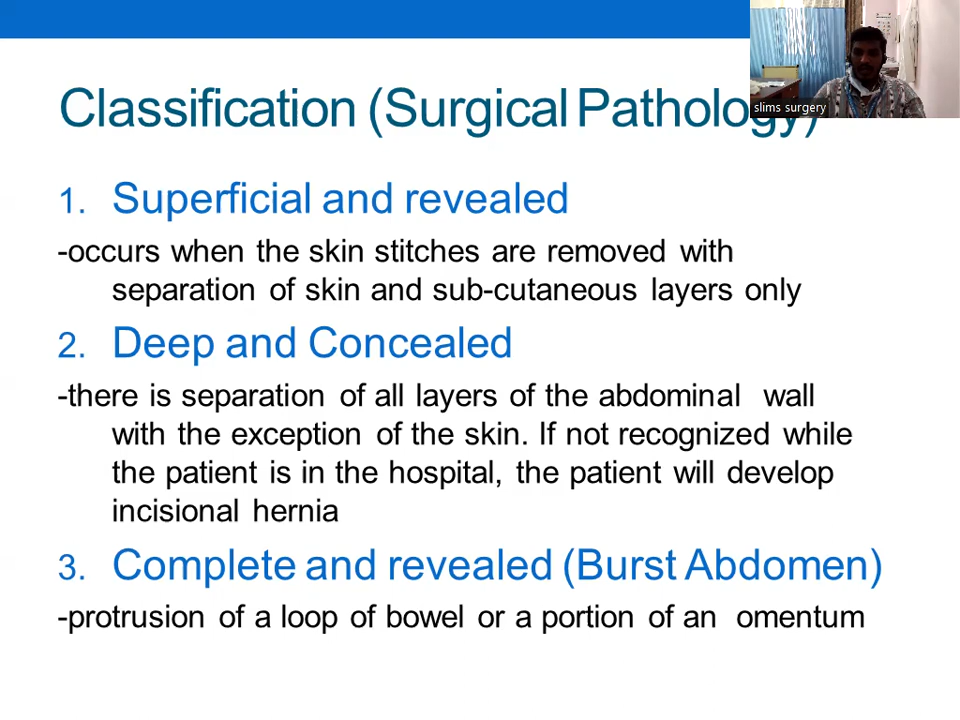 Classification (Surgical Pathology)
slims surgery
1. Superficial and revealed
-occurs when the skin stitches are removed with
separation of skin and sub-cutaneous layers only
2. Deep and Concealed
-there is separation of all layers of the abdominal wall
with the exception of the skin. If not recognized while
the patient is in the hospital, the patient will develop
incisional hernia
3. Complete and revealed (Burst Abdomen)
-protrusion of a loop of bowel or a portion of an omentum